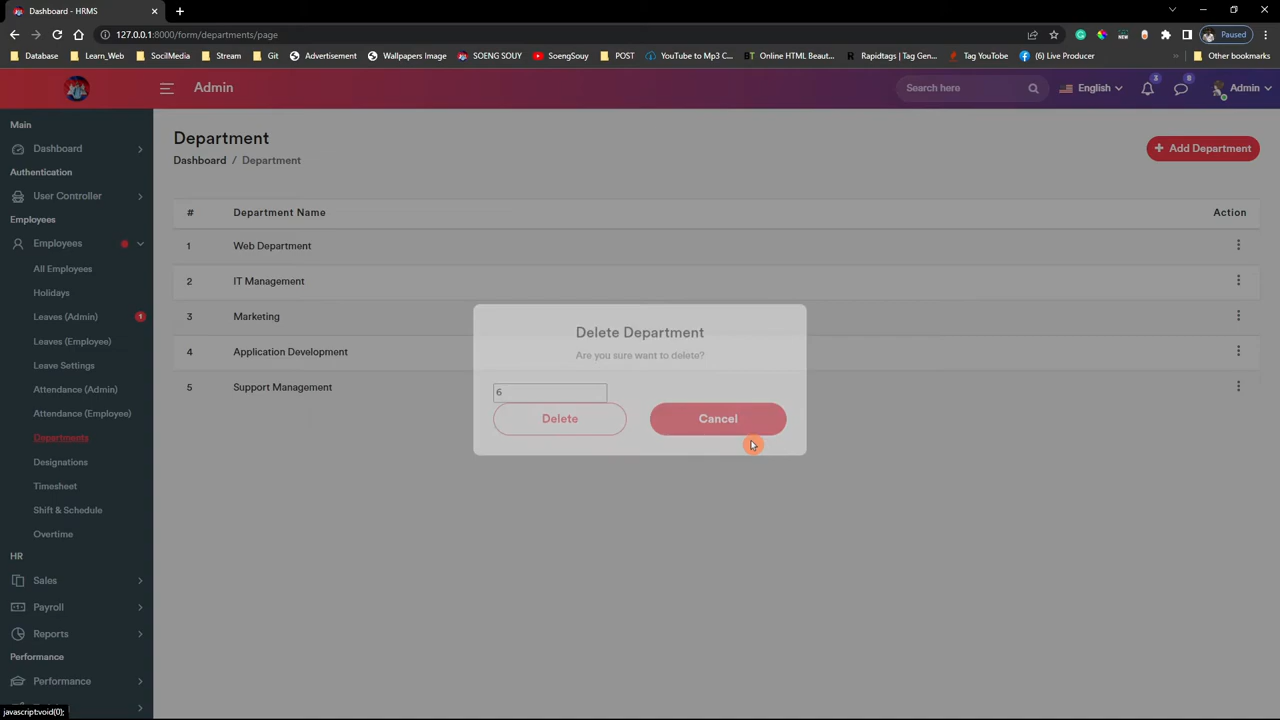 Dashboard - HRMS
127.0.0.1:8000/form/departments/page
Paused
Database
Learn_Web
SocilMedia
Stream
Git
Advertisement
Wallpapers Image
SOENG SOUY
SoengSouy
POST
YouTube to Mp3 C...
BT Online HTML Beaut...
Rapidtags | Tag Gen...
Tag YouTube
(6) Live Producer
Other bookmarks
Admin
Search here
English
3
8
Admin
Main
Dashboard
Authentication
User Controller
Employees
Employees
All Employees
Holidays
Leaves (Admin) 1
Leaves (Employee)
Leave Settings
Attendance (Admin)
Attendance (Employee)
Departments
Designations
Timesheet
Shift & Schedule
Overtime
HR
Sales
Payroll
Reports
Performance
Performance
javascript:void(0);
Department
Dashboard / Department
+ Add Department
# Department Name Action
1 Web Department
2 IT Management
3 Marketing
4 Application Development
5 Support Management
Delete Department
Are you sure want to delete?
6
Delete
Cancel